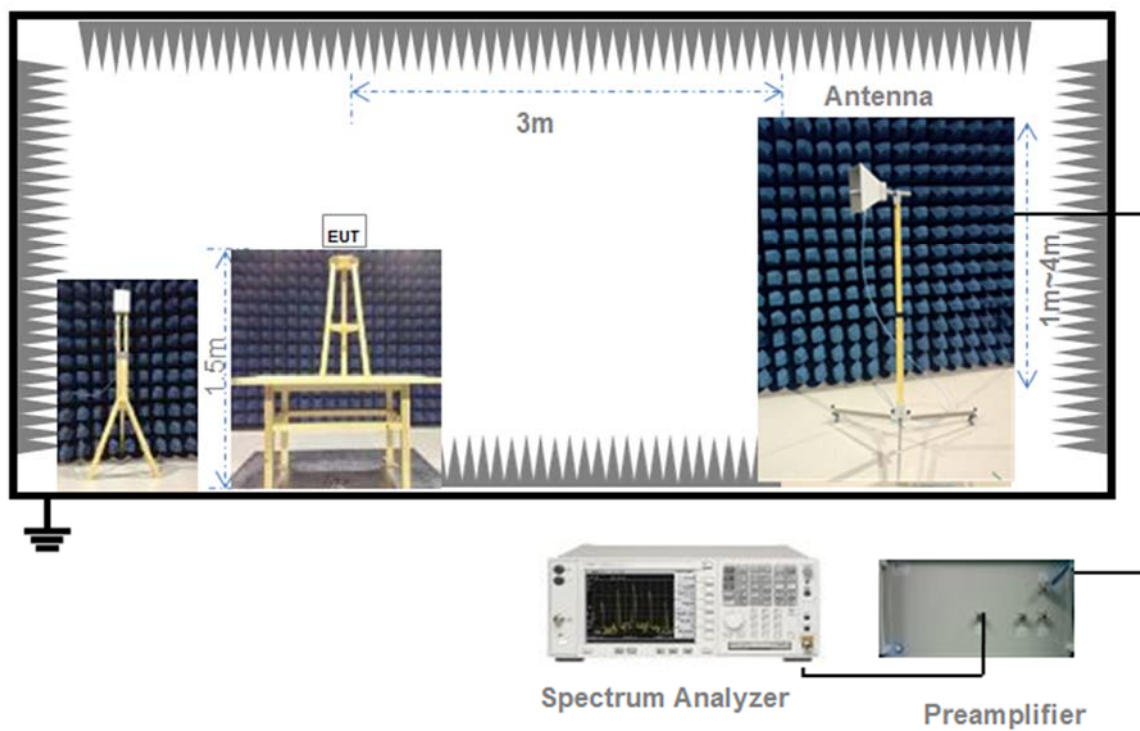 Antenna
3m
EUT
1.5m
1m~4m
Spectrum Analyzer
Preamplifier